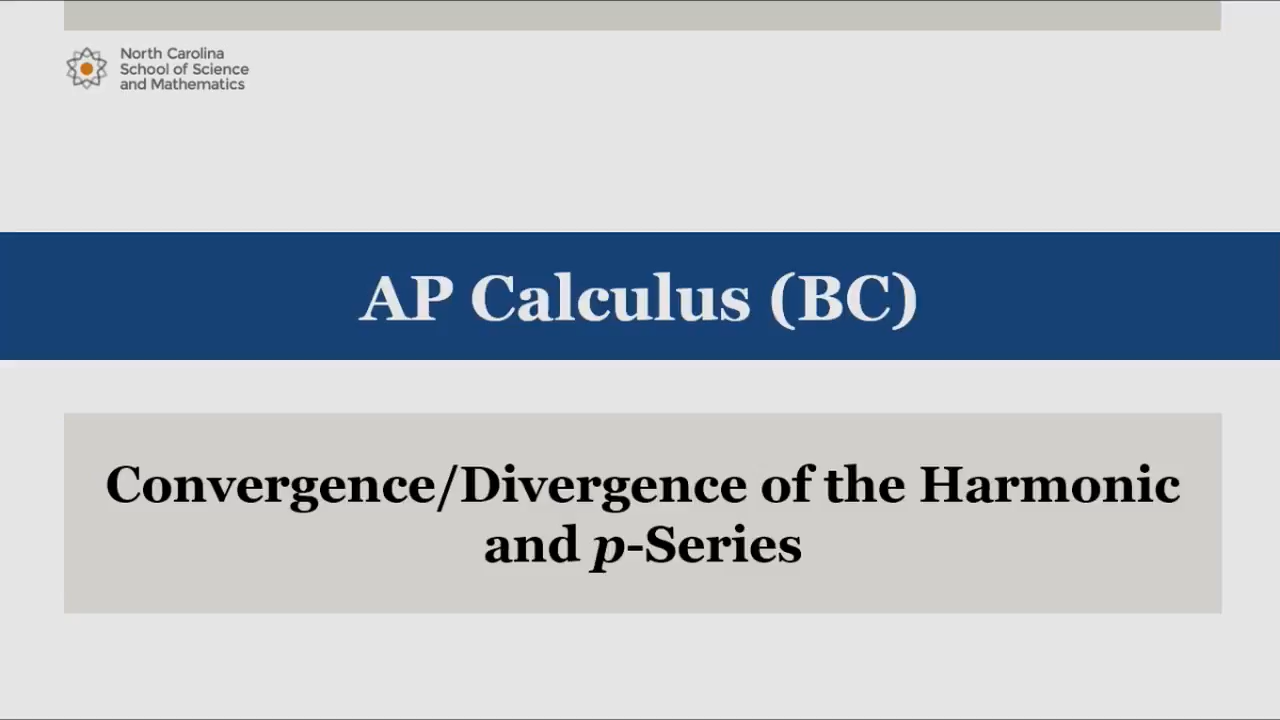 North Carolina
School of Science
and Mathematics
AP Calculus (BC)
Convergence/Divergence of the Harmonic
and p-Series